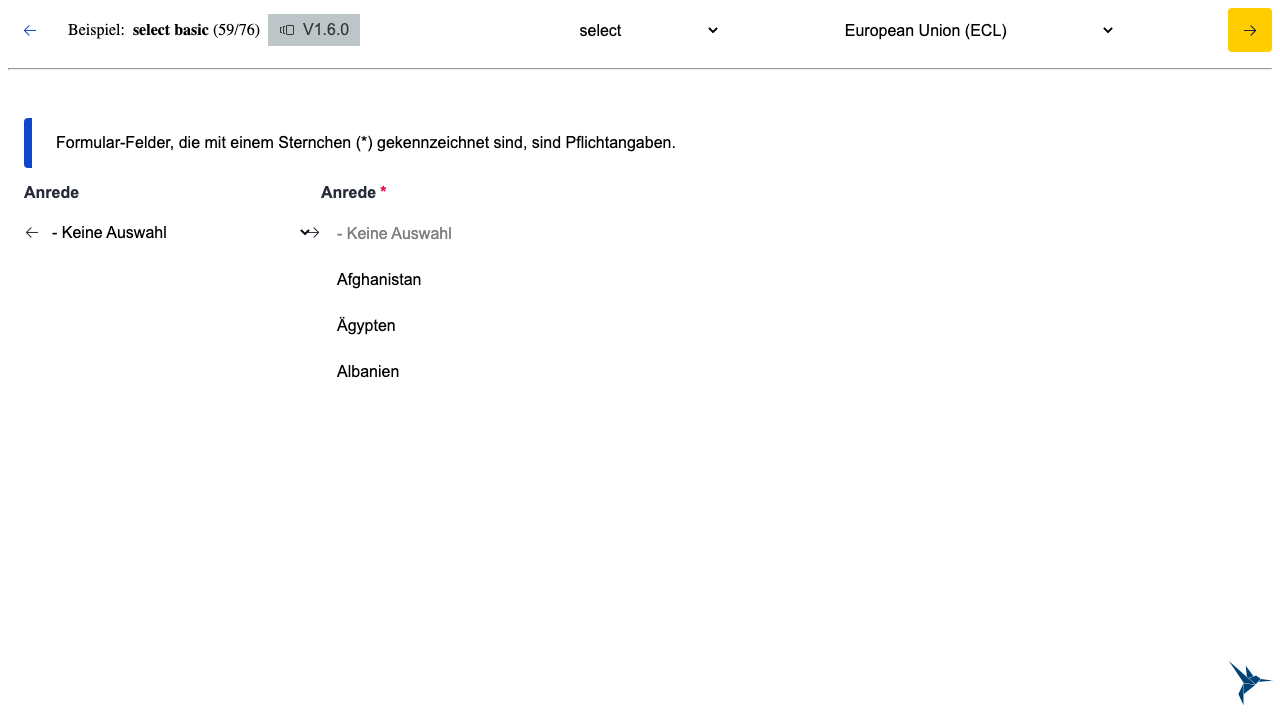 Beispiel: select basic (59/76) V1.6.0 select European Union (ECL)
Formular-Felder, die mit einem Sternchen (*) gekennzeichnet sind, sind Pflichtangaben.
Anrede Anrede *
- Keine Auswahl - Keine Auswahl
Afghanistan
Ägypten
Albanien